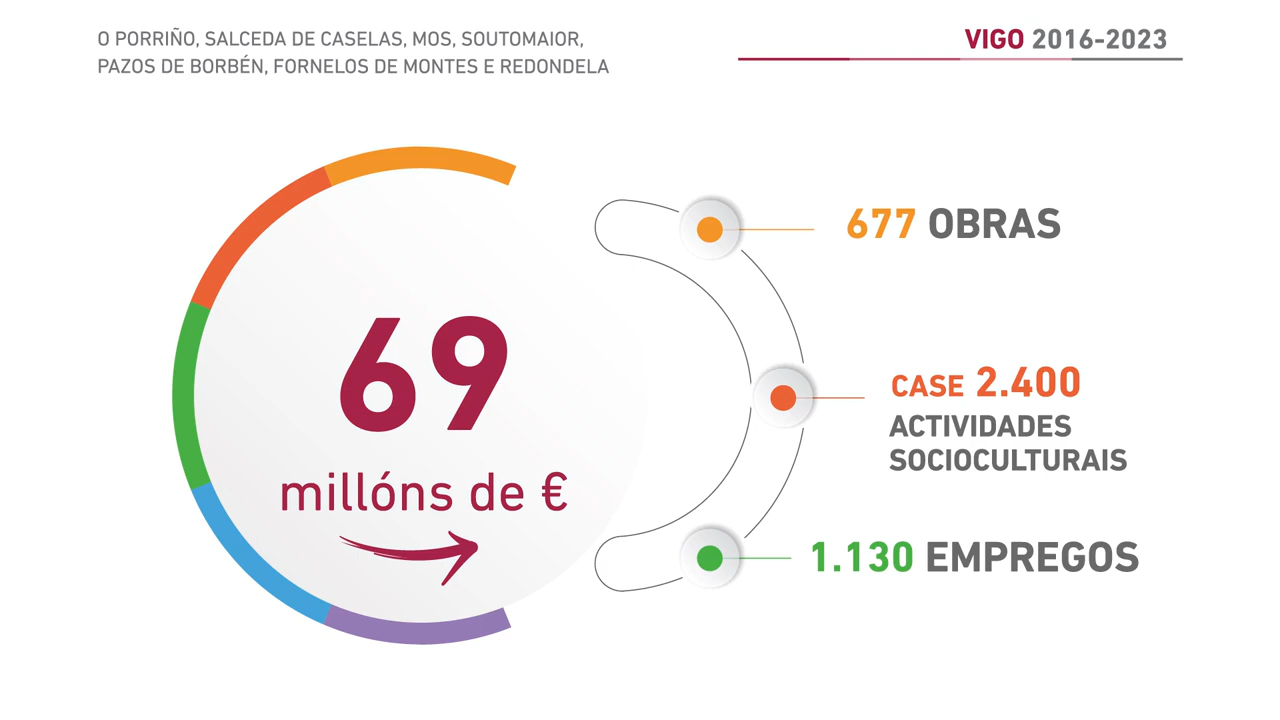 O PORRIÑO, SALCEDA DE CASELAS, MOS, SOUTOMAIOR,
PAZOS DE BORBÉN, FORNELOS DE MONTES E REDONDELA
VIGO 2016-2023
69
millóns de €
677 OBRAS
CASE 2.400
ACTIVIDADES
SOCIOCULTURAIS
1.130 EMPREGOS